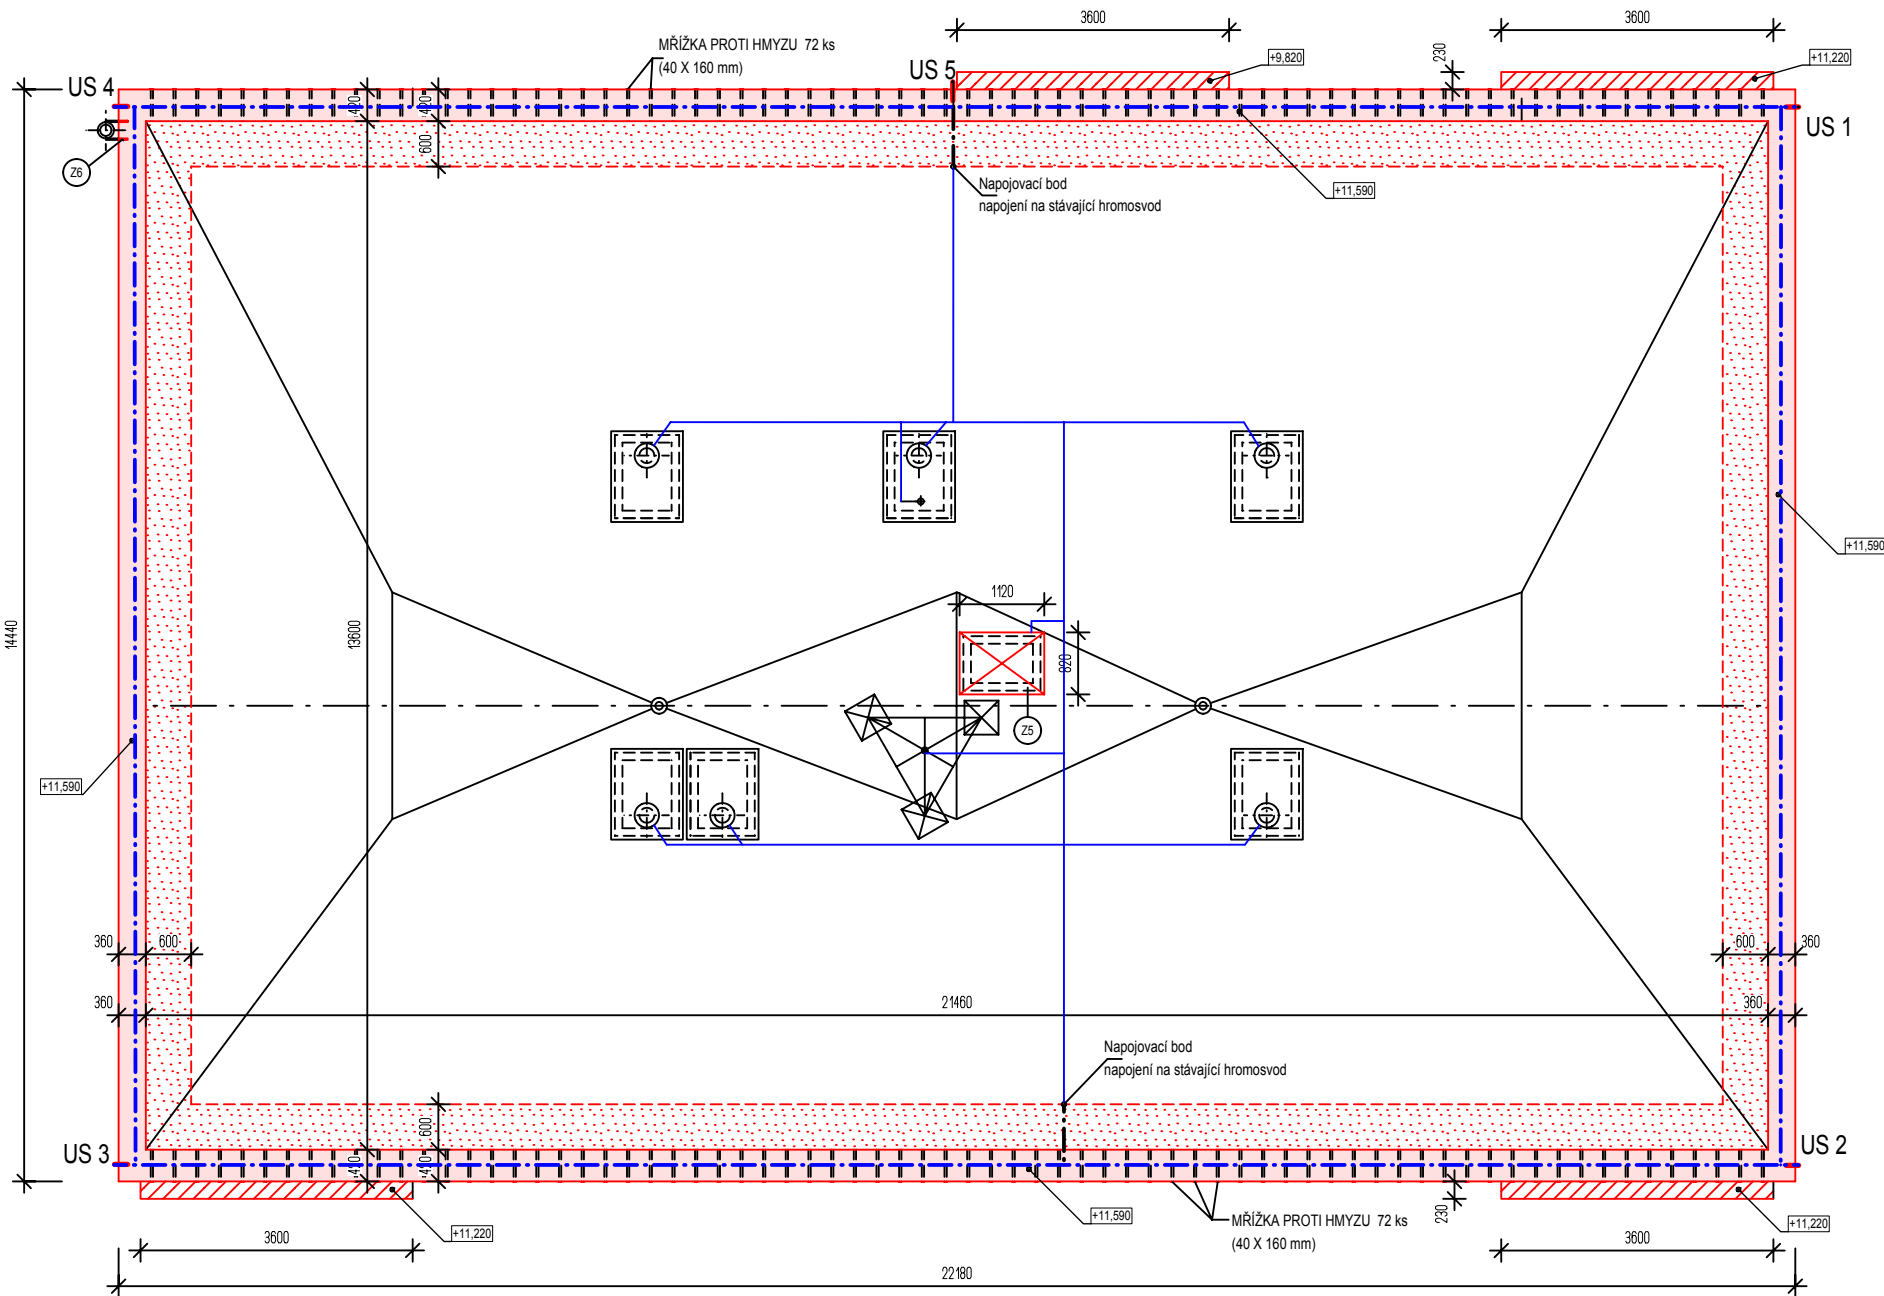 3600
3600
MŘÍŽKA PROTI HMYZU 72 ks
(40 X 160 mm)
US 5
+9,820
230
+11,220
US 4
420
420
US 1
600
Z6
Napojovací bod
napojení na stávající hromosvod
+11,590
+11,590
1120
14440
13600
820
Z5
+11,590
360
600
600
360
360
21460
360
Napojovací bod
napojení na stávající hromosvod
600
US 3
US 2
420
420
+11,220
+11,590
MŘÍŽKA PROTI HMYZU 72 ks
(40 X 160 mm)
230
+11,220
3600
3600
22180